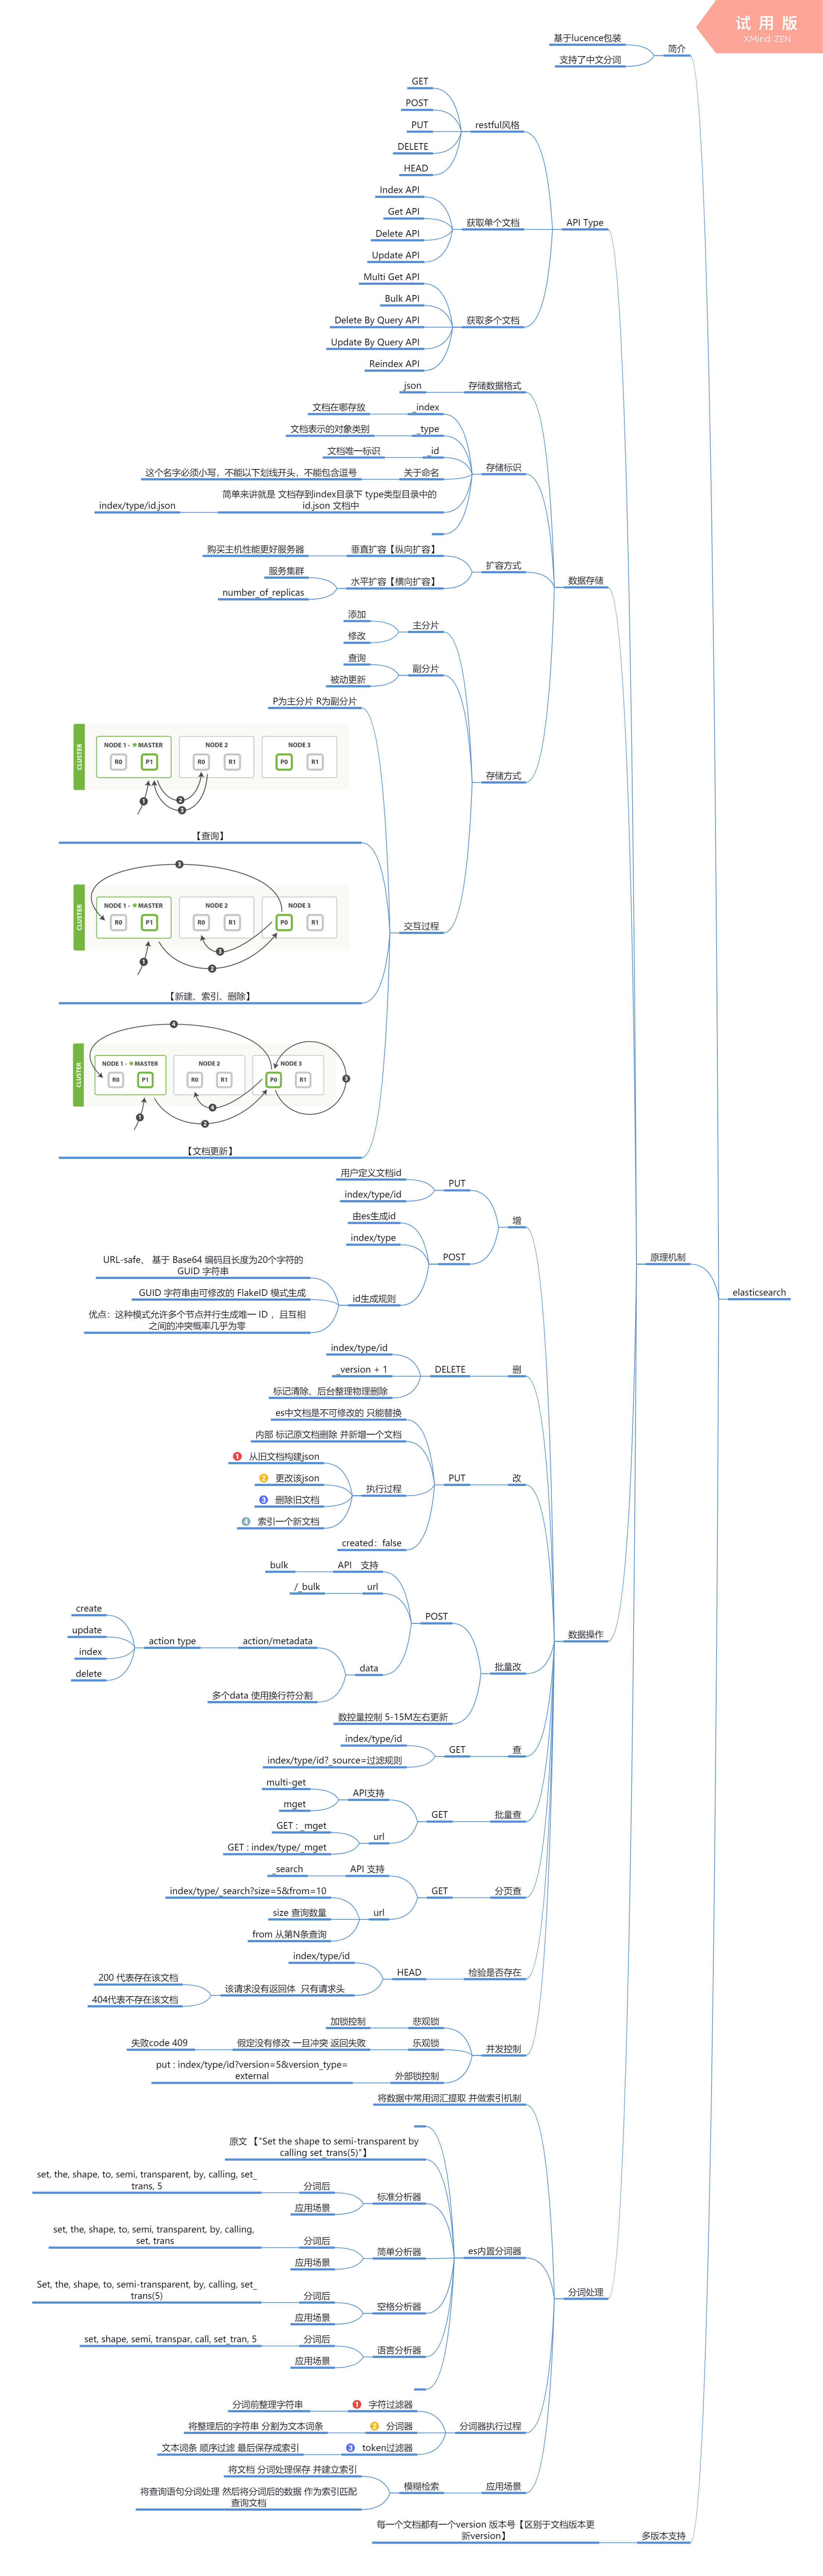 试 用 版
XMind:ZEN
基于lucence包装
支持了中文分词
简介
GET
POST
PUT
DELETE
HEAD
restful风格
Index API
Get API
Delete API
Update API
获取单个文档
API Type
Multi Get API
Bulk API
Delete By Query API
Update By Query API
Reindex API
获取多个文档
json
存储数据格式
文档在哪存放
_index
文档表示的对象类别
_type
文档唯一标识
_id
这个名字必须小写，不能以下划线开头，不能包含逗号
关于命名
存储标识
index/type/id.json
简单来讲就是 文档存到index目录下 type类型目录中的
id.json 文档中
购买主机性能更好服务器
垂直扩容【纵向扩容】
服务集群
number_of_replicas
水平扩容【横向扩容】
扩容方式
数据存储
添加
修改
主分片
查询
被动更新
副分片
P为主分片 R为副分片
CLUSTER
NODE 1 - ★ MASTER
NODE 2
NODE 3
R0
P1
R0
R1
P0
R1
1
2
3
【查询】
存储方式
3
CLUSTER
NODE 1 - ★ MASTER
NODE 2
NODE 3
R0
P1
R0
R1
P0
R1
3
1
2
【新建、索引、删除】
交互过程
4
CLUSTER
NODE 1 - ★ MASTER
NODE 2
NODE 3
R0
P1
R0
R1
P0
R1
3
4
1
2
【文档更新】
用户定义文档id
index/type/id
PUT
由es生成id
index/type
POST
增
URL-safe、 基于 Base64 编码且长度为20个字符的
GUID 字符串
GUID 字符串由可修改的 FlakeID 模式生成
优点：这种模式允许多个节点并行生成唯一 ID ，且互相
之间的冲突概率几乎为零
id生成规则
原理机制
elasticsearch
index/type/id
_version + 1
标记清除、后台整理物理删除
DELETE
删
es中文档是不可修改的 只能替换
内部 标记原文档删除 并新增一个文档
1 从旧文档构建json
2 更改该json
3 删除旧文档
4 索引一个新文档
执行过程
created：false
PUT
改
bulk
API 支持
/_bulk
url
create
update
index
delete
action type
action/metadata
多个data 使用换行符分割
data
POST
数控量控制 5-15M左右更新
批量改
数据操作
index/type/id
index/type/id?_source=过滤规则
GET
查
multi-get
mget
API支持
GET : _mget
GET : index/type/_mget
url
GET
批量查
_search
API 支持
index/type/_search?size=5&from=10
size 查询数量
from 从第N条查询
url
GET
分页查
index/type/id
200 代表存在该文档
404代表不存在该文档
该请求没有返回体 只有请求头
HEAD
检验是否存在
加锁控制
悲观锁
失败code 409
假定没有修改 一旦冲突 返回失败
乐观锁
put : index/type/id?version=5&version_type=
external
外部锁控制
并发控制
将数据中常用词汇提取 并做索引机制
原文 【"Set the shape to semi-transparent by
calling set_trans(5)"】
set, the, shape, to, semi, transparent, by, calling, set_
trans, 5
分词后
应用场景
标准分析器
set, the, shape, to, semi, transparent, by, calling,
set, trans
分词后
应用场景
简单分析器
Set, the, shape, to, semi-transparent, by, calling, set_
trans(5)
分词后
应用场景
空格分析器
set, shape, semi, transpar, call, set_tran, 5
分词后
应用场景
语言分析器
es内置分词器
分词处理
分词前整理字符串
1 字符过滤器
将整理后的字符串 分割为文本词条
2 分词器
文本词条 顺序过滤 最后保存成索引
3 token过滤器
分词器执行过程
将文档 分词处理保存 并建立索引
将查询语句分词处理 然后将分词后的数据 作为索引匹配
查询文档
模糊检索
应用场景
每一个文档都有一个version 版本号【区别于文档版本更
新version】
多版本支持